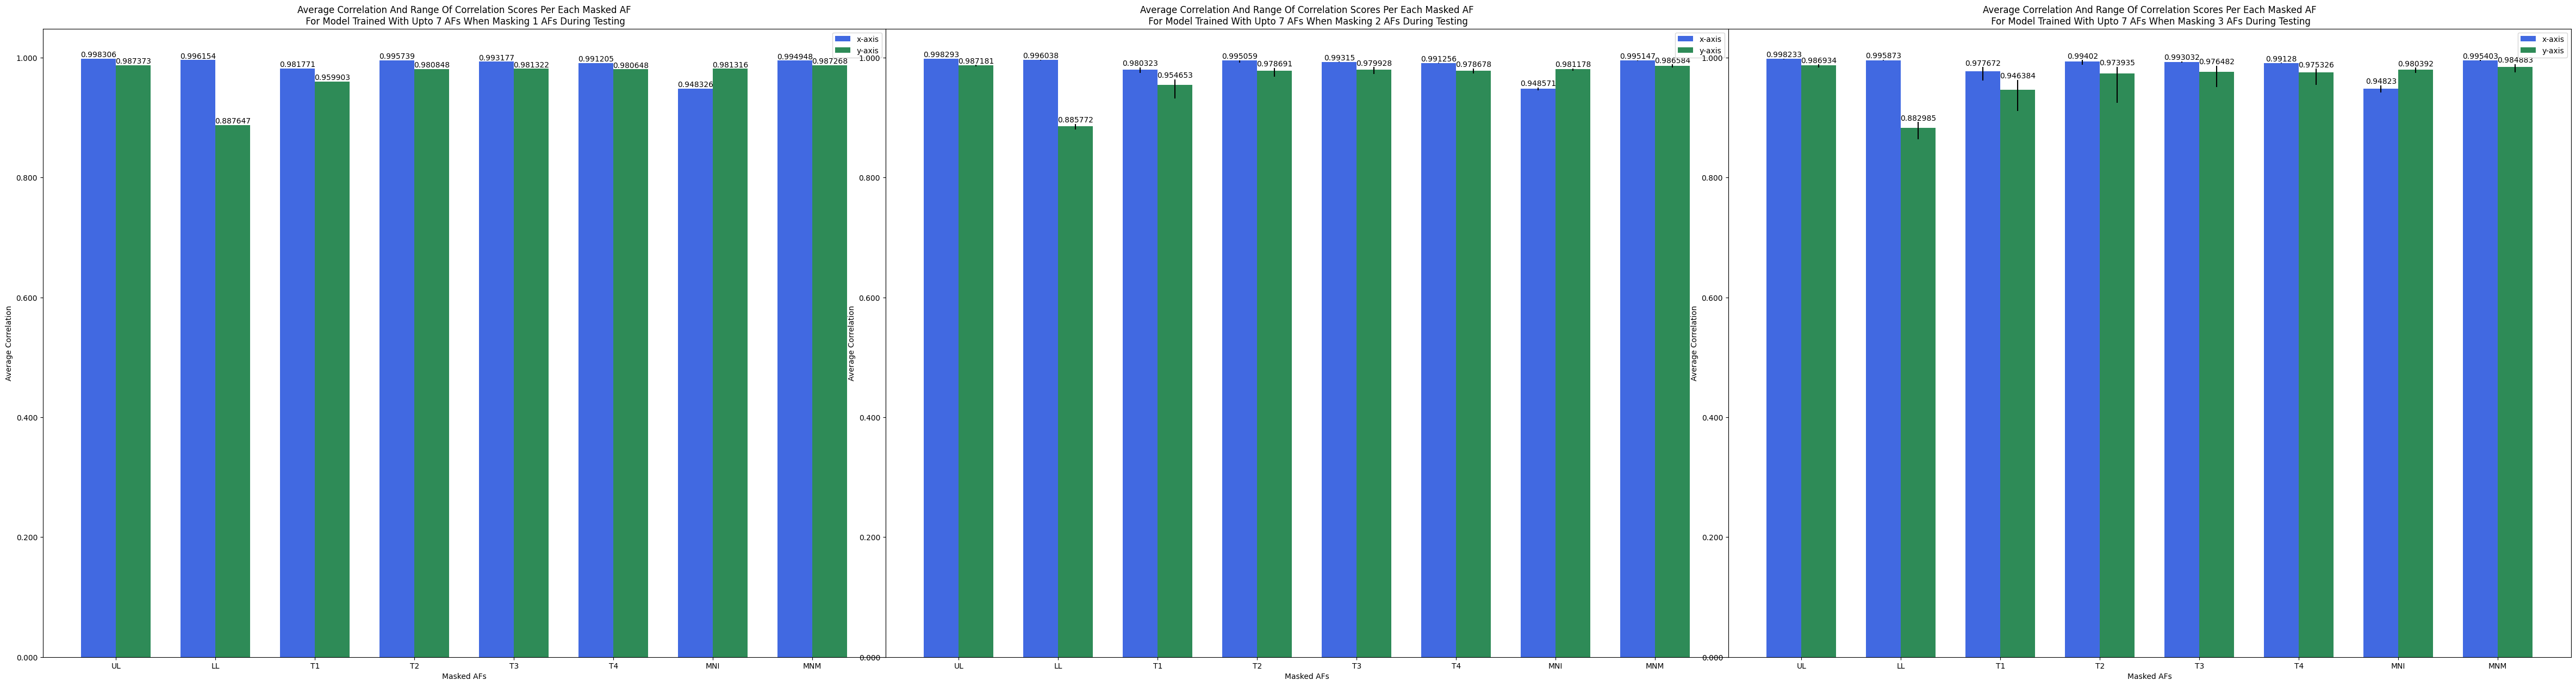 Average Correlation And Range Of Correlation Scores Per Each Masked AF
For Model Trained With Upto 7 AFs When Masking 1 AFs During Testing
x-axis
y-axis
1.000
0.800
0.600
0.400
0.200
0.000
Average Correlation
0.998306
0.987373
0.996154
0.887647
0.981771
0.959903
0.995739
0.980848
0.993177
0.981322
0.991205
0.980648
0.948326
0.981316
0.994948
0.987268
UL
LL
T1
T2
T3
T4
MNI
MNM
Masked AFs
Average Correlation And Range Of Correlation Scores Per Each Masked AF
For Model Trained With Upto 7 AFs When Masking 2 AFs During Testing
x-axis
y-axis
1.000
0.800
0.600
0.400
0.200
0.000
Average Correlation
0.998293
0.987181
0.996038
0.885772
0.980323
0.954653
0.995059
0.978691
0.99315
0.979928
0.991256
0.978678
0.948571
0.981178
0.995147
0.986584
UL
LL
T1
T2
T3
T4
MNI
MNM
Masked AFs
Average Correlation And Range Of Correlation Scores Per Each Masked AF
For Model Trained With Upto 7 AFs When Masking 3 AFs During Testing
x-axis
y-axis
1.000
0.800
0.600
0.400
0.200
0.000
Average Correlation
0.998233
0.986934
0.995873
0.882985
0.977672
0.946384
0.99402
0.973935
0.993032
0.976482
0.99128
0.975326
0.94823
0.980392
0.995403
0.984883
UL
LL
T1
T2
T3
T4
MNI
MNM
Masked AFs